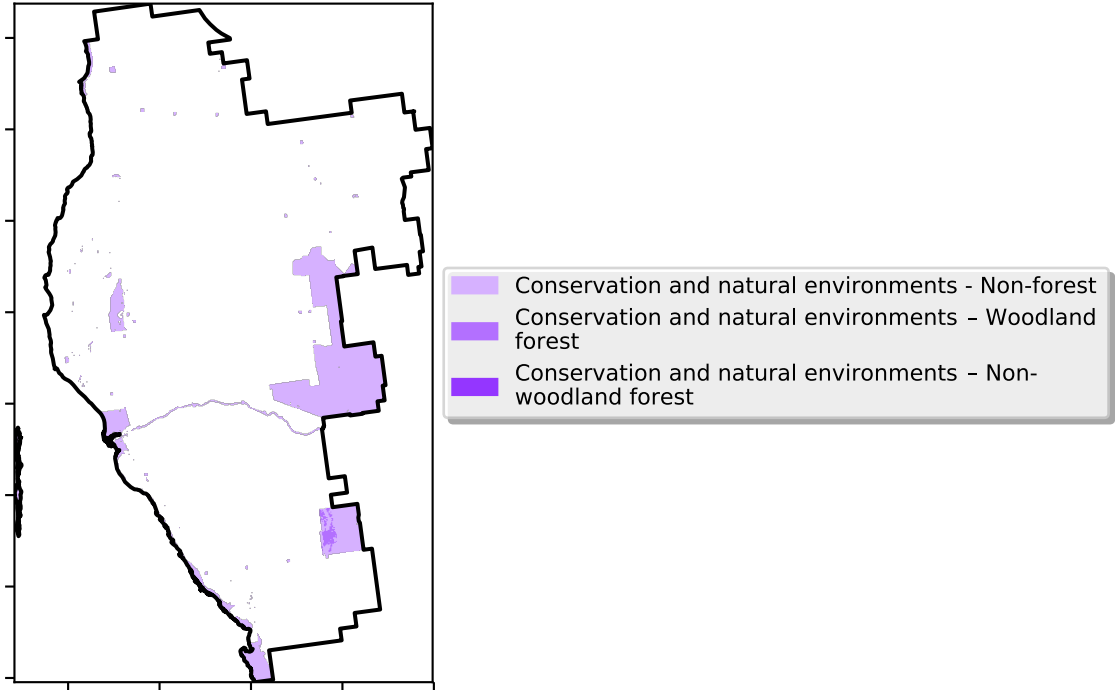 Conservation and natural environments - Non-forest
Conservation and natural environments – Woodland
forest
Conservation and natural environments – Non-
woodland forest